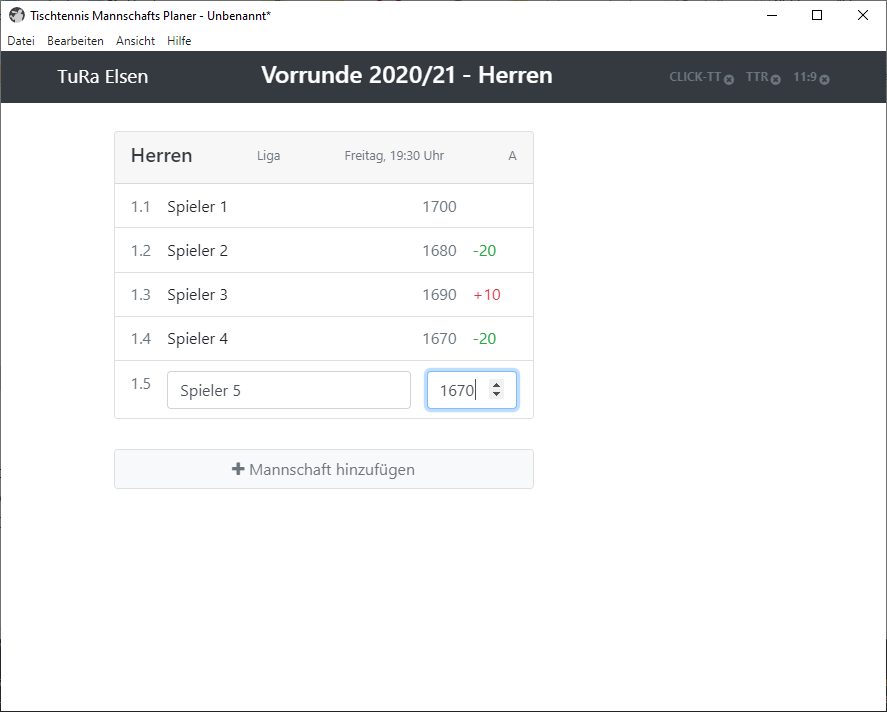 Tischtennis Mannschafts Planer - Unbenannt*
Datei Bearbeiten Ansicht Hilfe
TuRa Elsen Vorrunde 2020/21 - Herren CLICK-TT TTR 11:9
Herren Liga Freitag, 19:30 Uhr A
1.1 Spieler 1 1700
1.2 Spieler 2 1680 -20
1.3 Spieler 3 1690 +10
1.4 Spieler 4 1670 -20
1.5 Spieler 5 1670
Mannschaft hinzufügen